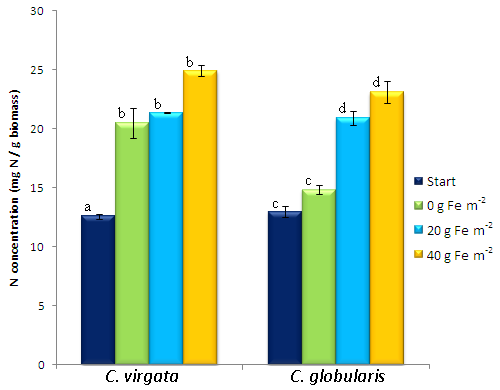 N concentration (mg N / g biomass)
30
25
20
15
10
5
0
a
b
b
b
c
c
d
d
C. virgata
C. globularis
Start
0 g Fe m⁻²
20 g Fe m⁻²
40 g Fe m⁻²